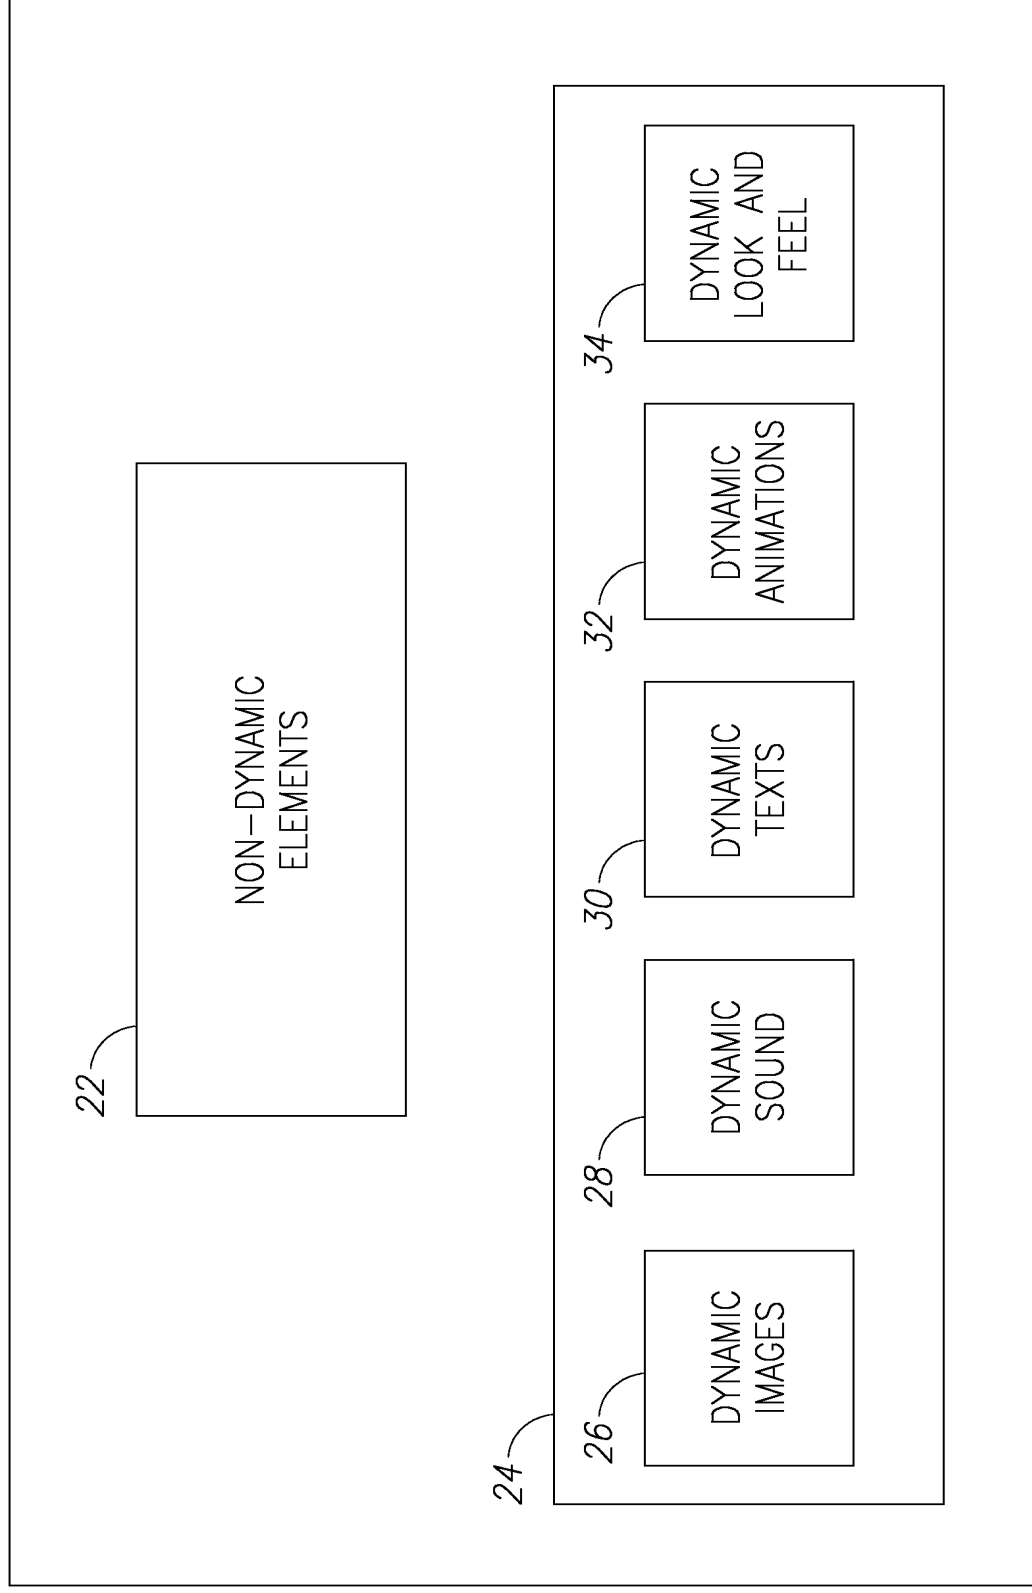 22
NON-DYNAMIC
ELEMENTS
24
26
DYNAMIC
IMAGES
28
DYNAMIC
SOUND
30
DYNAMIC
TEXTS
32
DYNAMIC
ANIMATIONS
34
DYNAMIC
LOOK AND
FEEL